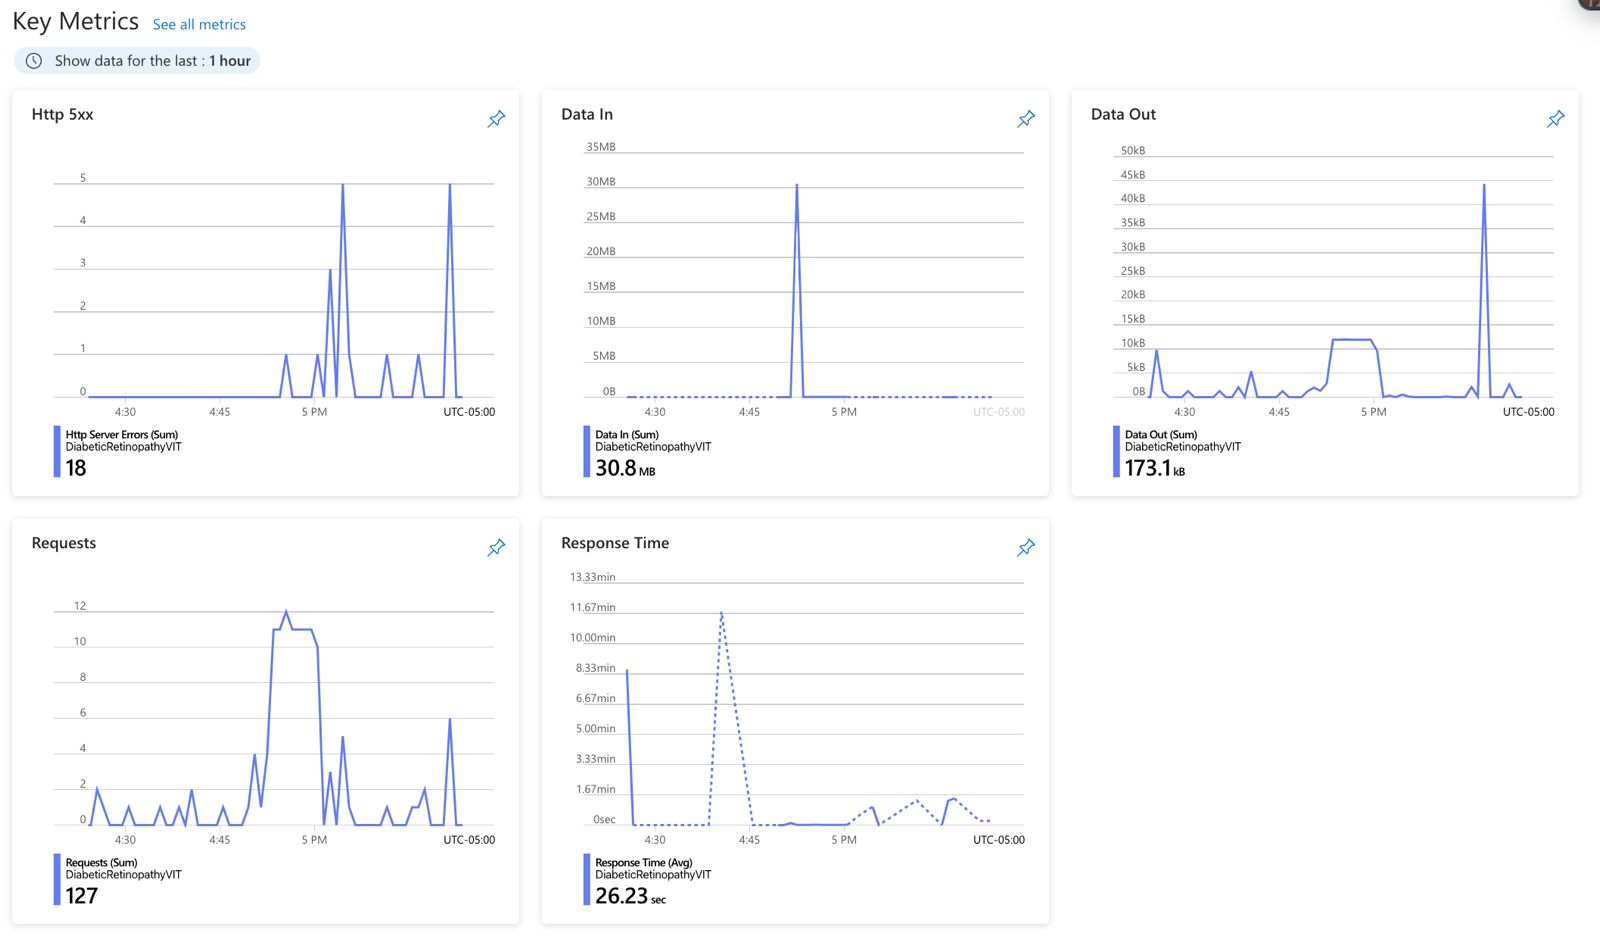 Key Metrics See all metrics
Show data for the last : 1 hour
Http 5xx
5
4
3
2
1
0
4:30 4:45 5 PM UTC-05:00
Http Server Errors (Sum)
DiabeticRetinopathyVIT
18
Data In
35MB
30MB
25MB
20MB
15MB
10MB
5MB
0B
4:30 4:45 5 PM UTC-05:00
Data In (Sum)
DiabeticRetinopathyVIT
30.8 MB
Data Out
50kB
45kB
40kB
35kB
30kB
25kB
20kB
15kB
10kB
5kB
0B
4:30 4:45 5 PM UTC-05:00
Data Out (Sum)
DiabeticRetinopathyVIT
173.1 kB
Requests
12
10
8
6
4
2
0
4:30 4:45 5 PM UTC-05:00
Requests (Sum)
DiabeticRetinopathyVIT
127
Response Time
13.33min
11.67min
10.00min
8.33min
6.67min
5.00min
3.33min
1.67min
0sec
4:30 4:45 5 PM UTC-05:00
Response Time (Avg)
DiabeticRetinopathyVIT
26.23 sec